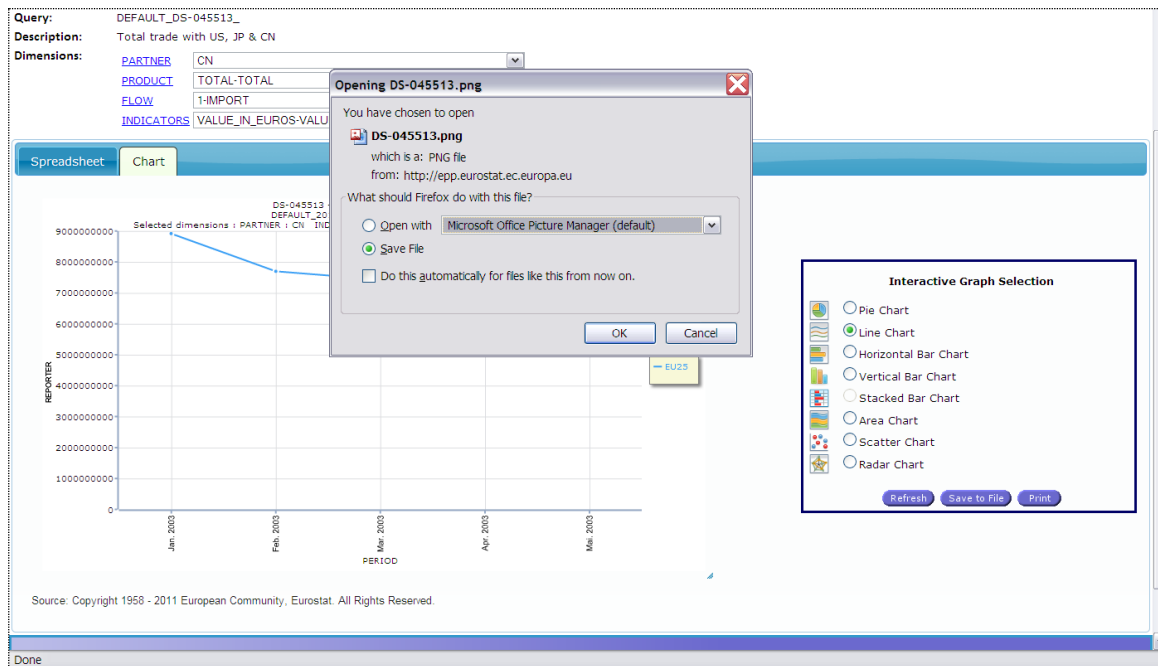 Query: DEFAULT_DS-045513_
Description: Total trade with US, JP & CN
Dimensions:
PARTNER CN
PRODUCT TOTAL-TOTAL
FLOW 1-IMPORT
INDICATORS VALUE_IN_EUROS-VALU
Opening DS-045513.png
You have chosen to open
DS-045513.png
which is a: PNG file
from: http://epp.eurostat.ec.europa.eu
What should Firefox do with this file?
Open with Microsoft Office Picture Manager (default)
Save File
Do this automatically for files like this from now on.
OK Cancel
Spreadsheet Chart
DS-045513 -
DEFAULT_20
Selected dimensions : PARTNER : CN IND
9000000000
8000000000
7000000000
6000000000
5000000000
4000000000
3000000000
2000000000
1000000000
0
REPORTER
Jan. 2003
Feb. 2003
Mar. 2003
Apr. 2003
Mai. 2003
PERIOD
EU25
Interactive Graph Selection
Pie Chart
Line Chart
Horizontal Bar Chart
Vertical Bar Chart
Stacked Bar Chart
Area Chart
Scatter Chart
Radar Chart
Refresh Save to File Print
Source: Copyright 1958 - 2011 European Community, Eurostat. All Rights Reserved.
Done